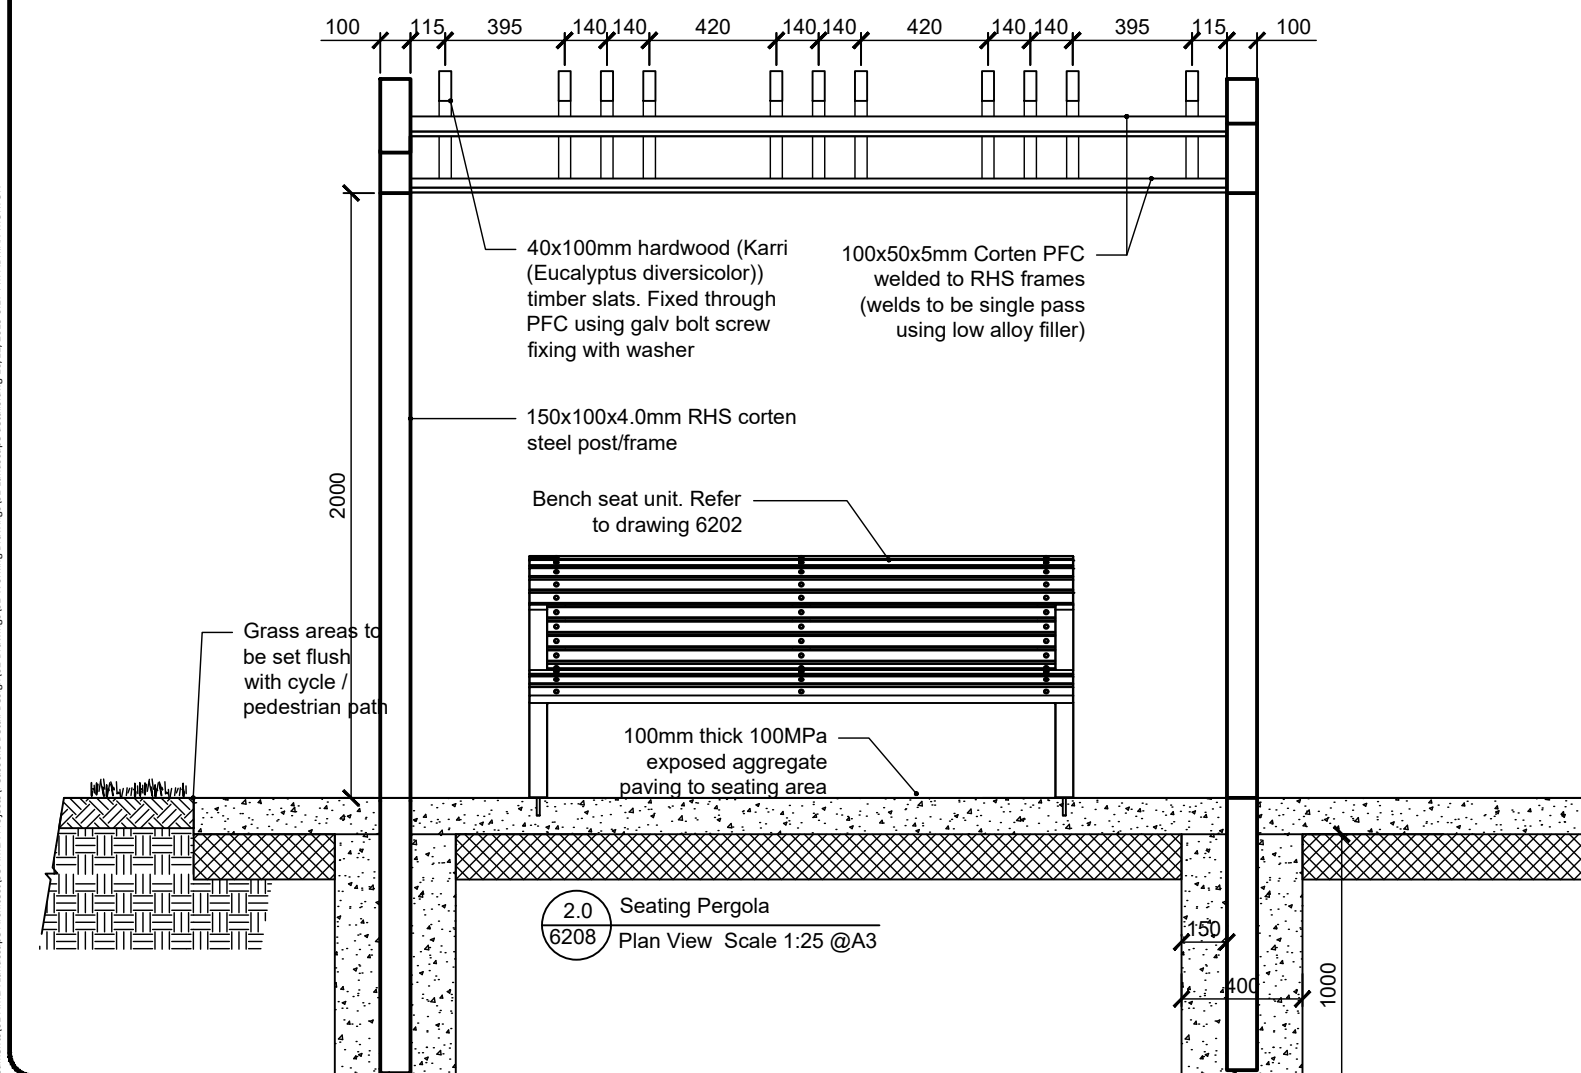 100 115 395 140 140 420 140 140 420 140 140 395 115 100
40x100mm hardwood (Karri
(Eucalyptus diversicolor))
timber slats. Fixed through
PFC using galv bolt screw
fixing with washer
100x50x5mm Corten PFC
welded to RHS frames
(welds to be single pass
using low alloy filler)
150x100x4.0mm RHS corten
steel post/frame
2000
Bench seat unit. Refer
to drawing 6202
Grass areas to
be set flush
with cycle /
pedestrian path
100mm thick 100MPa
exposed aggregate
paving to seating area
2.0
6208
Seating Pergola
Plan View Scale 1:25 @A3
150
400
1000